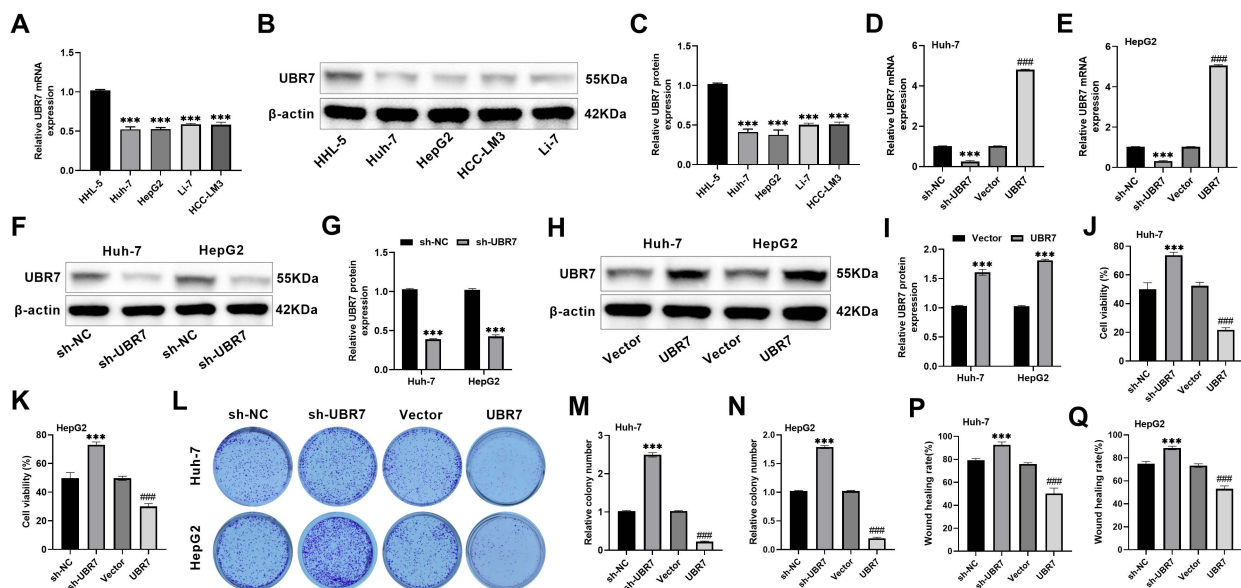 A
Relative UBR7 mRNA
expression
1.5
1.0
0.5
0.0
***
***
***
***
HHL-5
Huh-7
HepG2
Li-7
HCC-LM3
B
UBR7
55KDa
β-actin
42KDa
HHL-5
Huh-7
HepG2
HCC-LM3
Li-7
C
Relative UBR7 protein
expression
1.5
1.0
0.5
0.0
***
***
***
***
HHL-5
Huh-7
HepG2
Li-7
HCC-LM3
D
Huh-7
Relative UBR7 mRNA
expression
6
4
2
0
***
###
sh-NC
sh-UBR7
Vector
UBR7
E
HepG2
Relative UBR7 mRNA
expression
6
4
2
0
***
###
sh-NC
sh-UBR7
Vector
UBR7
F
Huh-7
HepG2
UBR7
55KDa
β-actin
42KDa
sh-NC
sh-UBR7
sh-NC
sh-UBR7
G
sh-NC
sh-UBR7
Relative UBR7 protein
expression
1.5
1.0
0.5
0.0
***
***
Huh-7
HepG2
H
Huh-7
HepG2
UBR7
55KDa
β-actin
42KDa
Vector
UBR7
Vector
UBR7
I
Vector
UBR7
Relative UBR7 protein
expression
2.0
1.5
1.0
0.5
0.0
***
***
Huh-7
HepG2
J
Huh-7
Cell viability (%)
100
80
60
40
20
0
***
###
sh-NC
sh-UBR7
Vector
UBR7
K
HepG2
Cell viability (%)
80
60
40
20
0
***
###
sh-NC
sh-UBR7
Vector
UBR7
L
sh-NC
sh-UBR7
Vector
UBR7
Huh-7
HepG2
M
Huh-7
Relative colony number
3
2
1
0
***
###
sh-NC
sh-UBR7
Vector
UBR7
N
HepG2
Relative colony number
2.0
1.5
1.0
0.5
0.0
***
###
sh-NC
sh-UBR7
Vector
UBR7
P
Huh-7
Wound healing rate(%)
100
80
60
40
20
0
***
###
sh-NC
sh-UBR7
Vector
UBR7
Q
HepG2
Wound healing rate(%)
100
80
60
40
20
0
***
###
sh-NC
sh-UBR7
Vector
UBR7